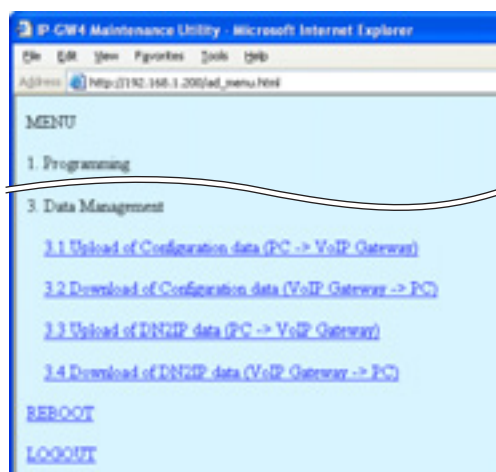 IP-GW4 Maintenance Utility - Microsoft Internet Explorer
File Edit View Favorites Tools Help
Address http://192.168.1.200/ad_menu.html
MENU
1. Programming
3. Data Management
3.1 Upload of Configuration data (PC -> VoIP Gateway)
3.2 Download of Configuration data (VoIP Gateway -> PC)
3.3 Upload of DN2IP data (PC -> VoIP Gateway)
3.4 Download of DN2IP data (VoIP Gateway -> PC)
REBOOT
LOGOUT